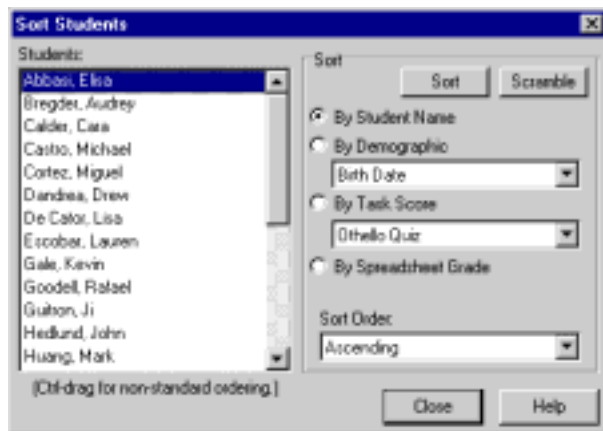 Sort Students
Students:
Abbasi, Elisa
Bregder, Audrey
Calder, Cara
Castro, Michael
Cortez, Miguel
Dandrea, Drew
De Cator, Lisa
Escobar, Lauren
Gale, Kevin
Goodell, Rafael
Guitron, Ji
Hedlund, John
Huang, Mark
(Ctrl-drag for non-standard ordering.)
Sort
Sort Scramble
By Student Name
By Demographic
Birth Date
By Task Score
Othello Quiz
By Spreadsheet Grade
Sort Order:
Ascending
Close Help